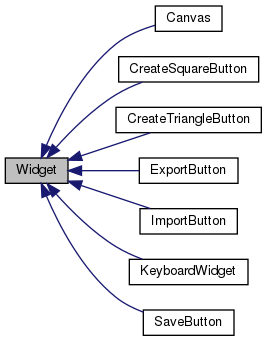 Canvas
CreateSquareButton
CreateTriangleButton
Widget
ExportButton
ImportButton
KeyboardWidget
SaveButton